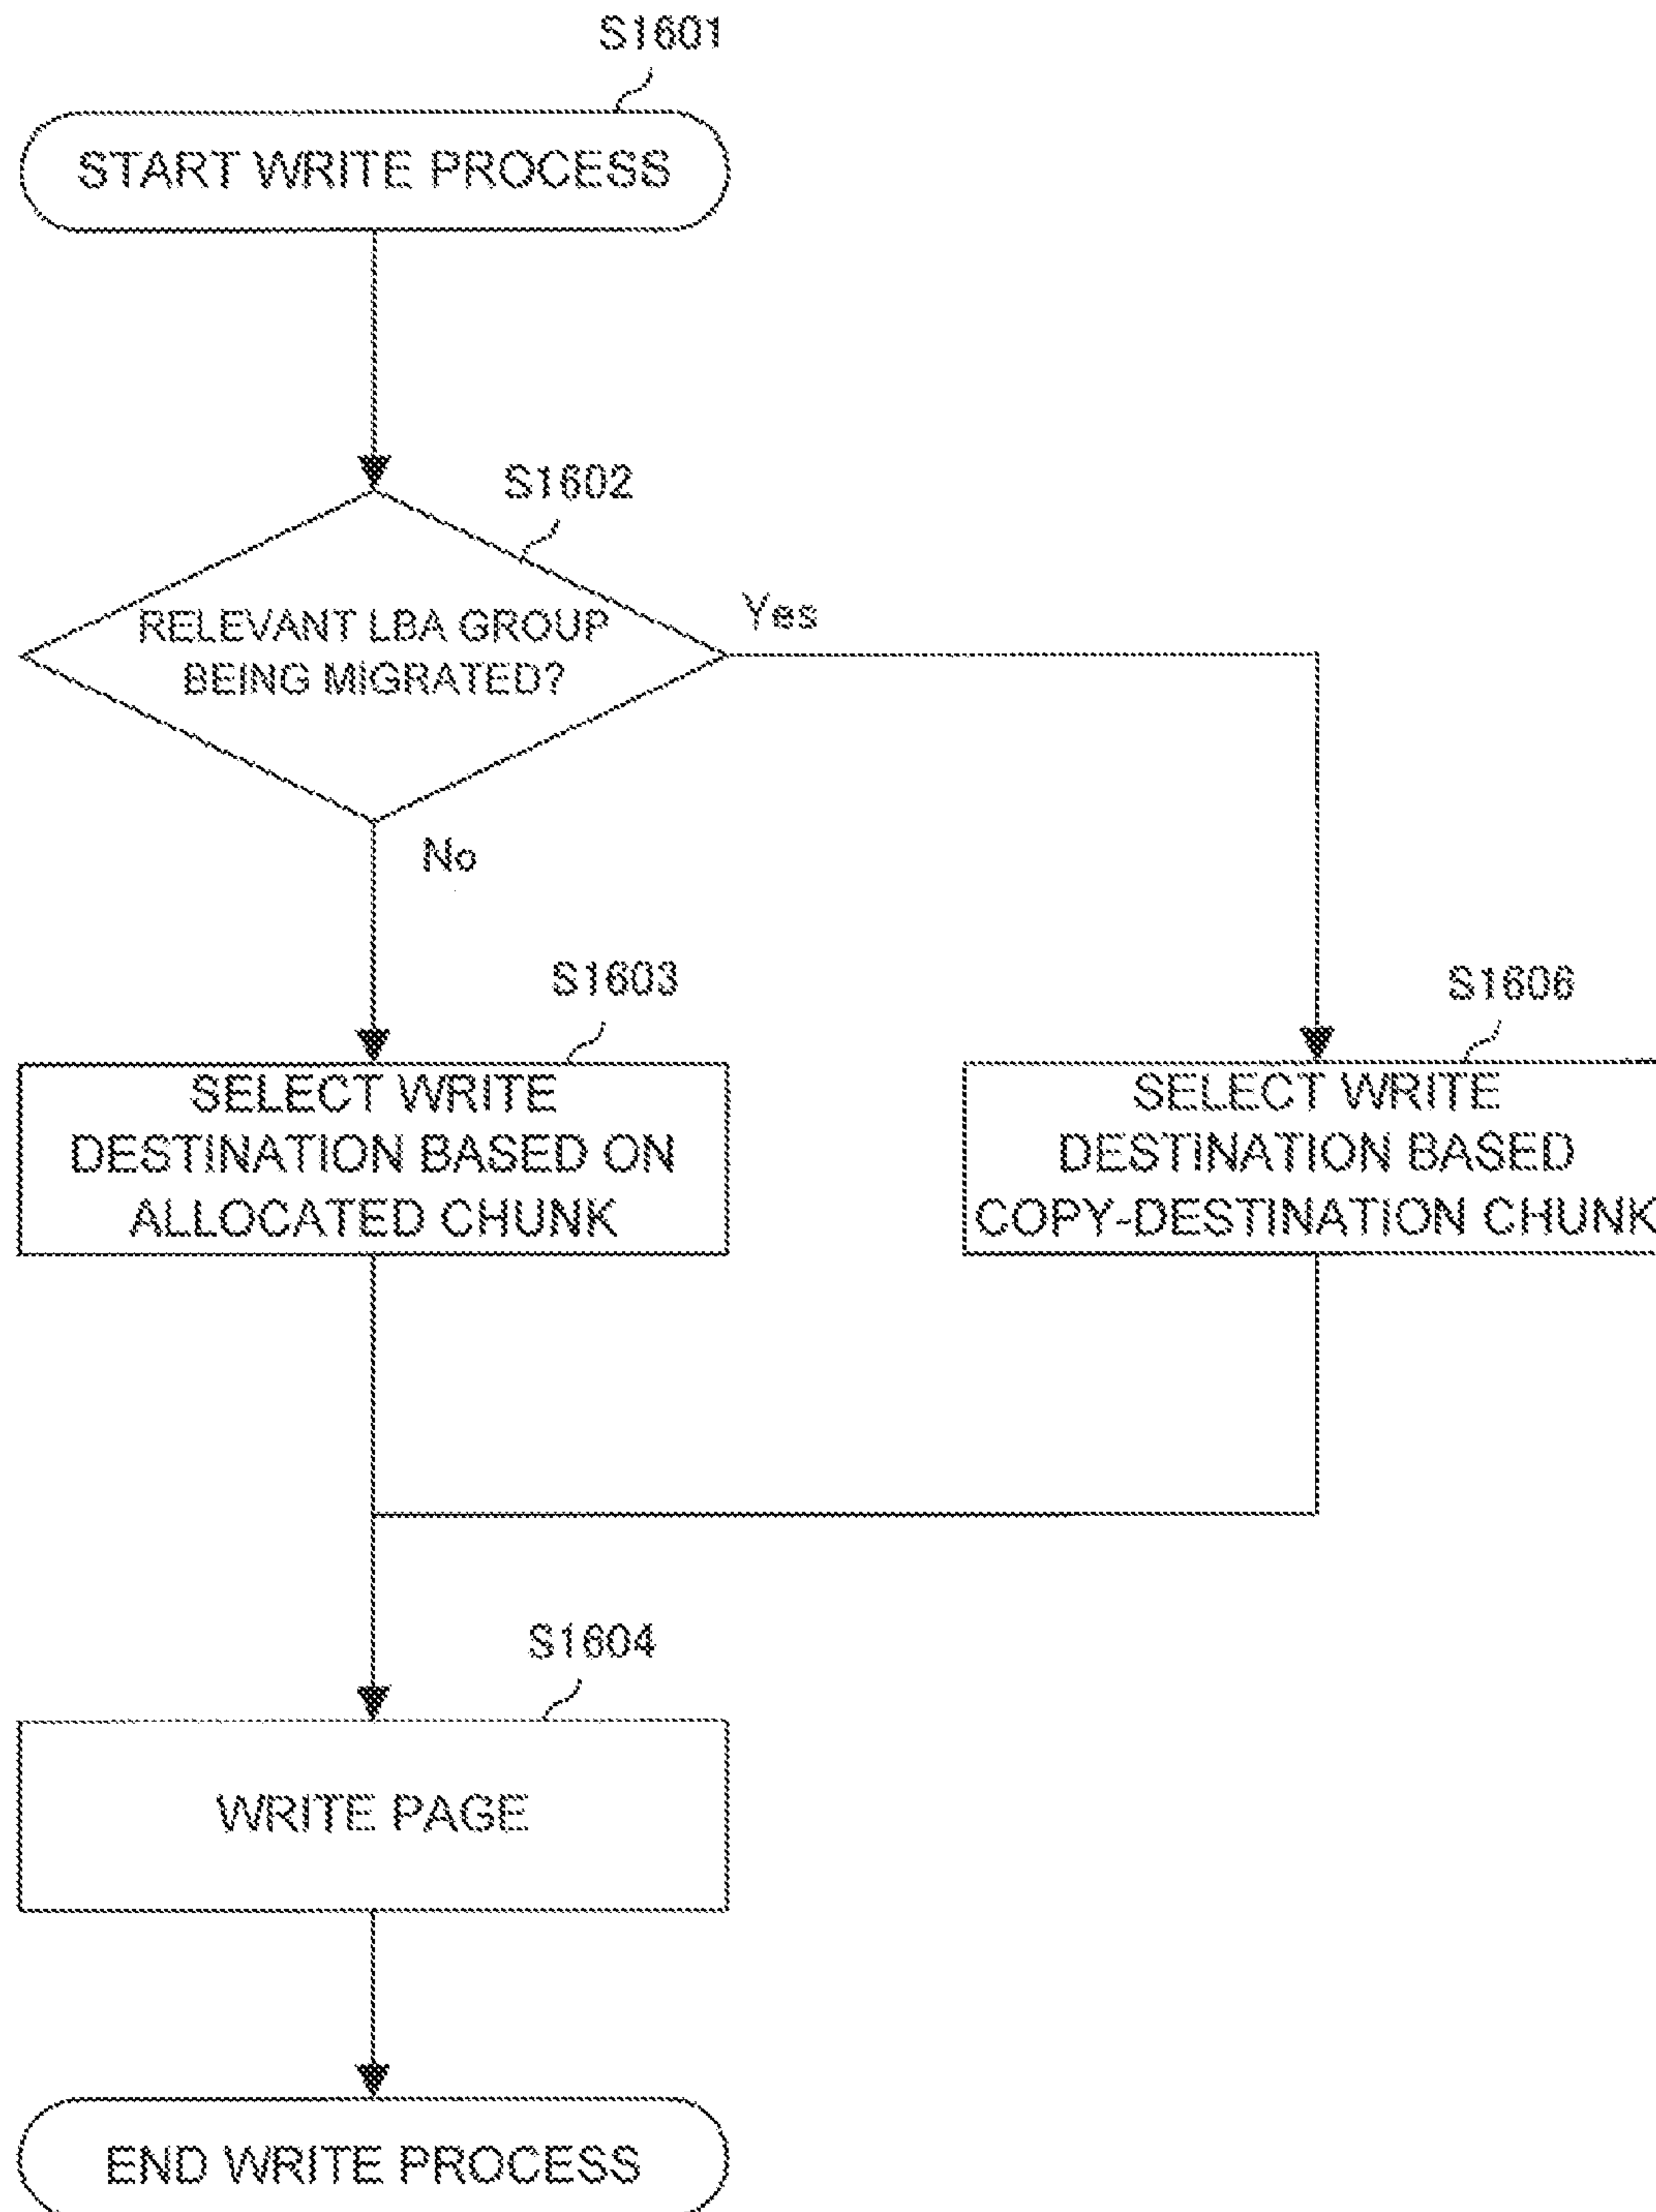 S1601
START WRITE PROCESS
S1602
RELEVANT LBA GROUP
BEING MIGRATED?
Yes
No
S1603
SELECT WRITE
DESTINATION BASED ON
ALLOCATED CHUNK
S1606
SELECT WRITE
DESTINATION BASED
COPY-DESTINATION CHUNK
S1604
WRITE PAGE
END WRITE PROCESS